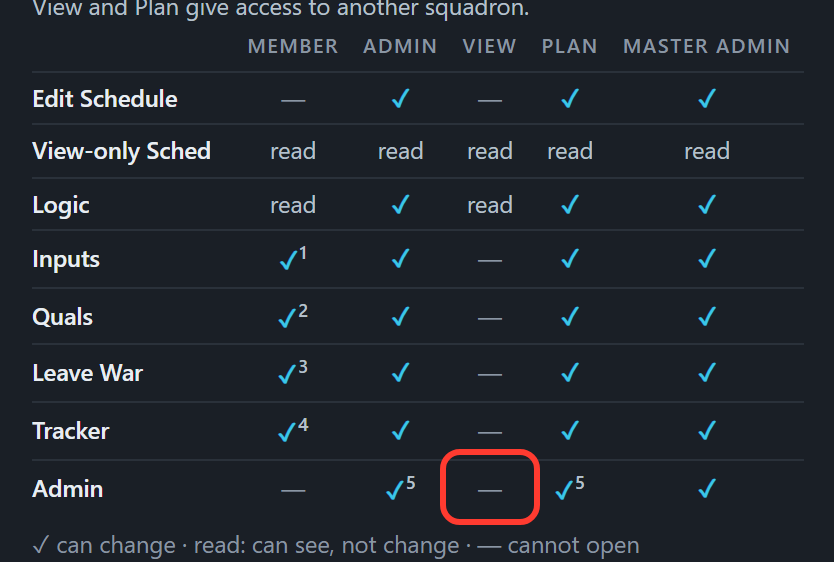 View and Plan give access to another squadron.
MEMBER ADMIN VIEW PLAN MASTER ADMIN
Edit Schedule — ✓ — ✓ ✓
View-only Sched read read read read read
Logic read ✓ read ✓ ✓
Inputs ✓1 ✓ — ✓ ✓
Quals ✓2 ✓ — ✓ ✓
Leave War ✓3 ✓ — ✓ ✓
Tracker ✓4 ✓ — ✓ ✓
Admin — ✓5 — ✓5 ✓
✓ can change · read: can see, not change · — cannot open